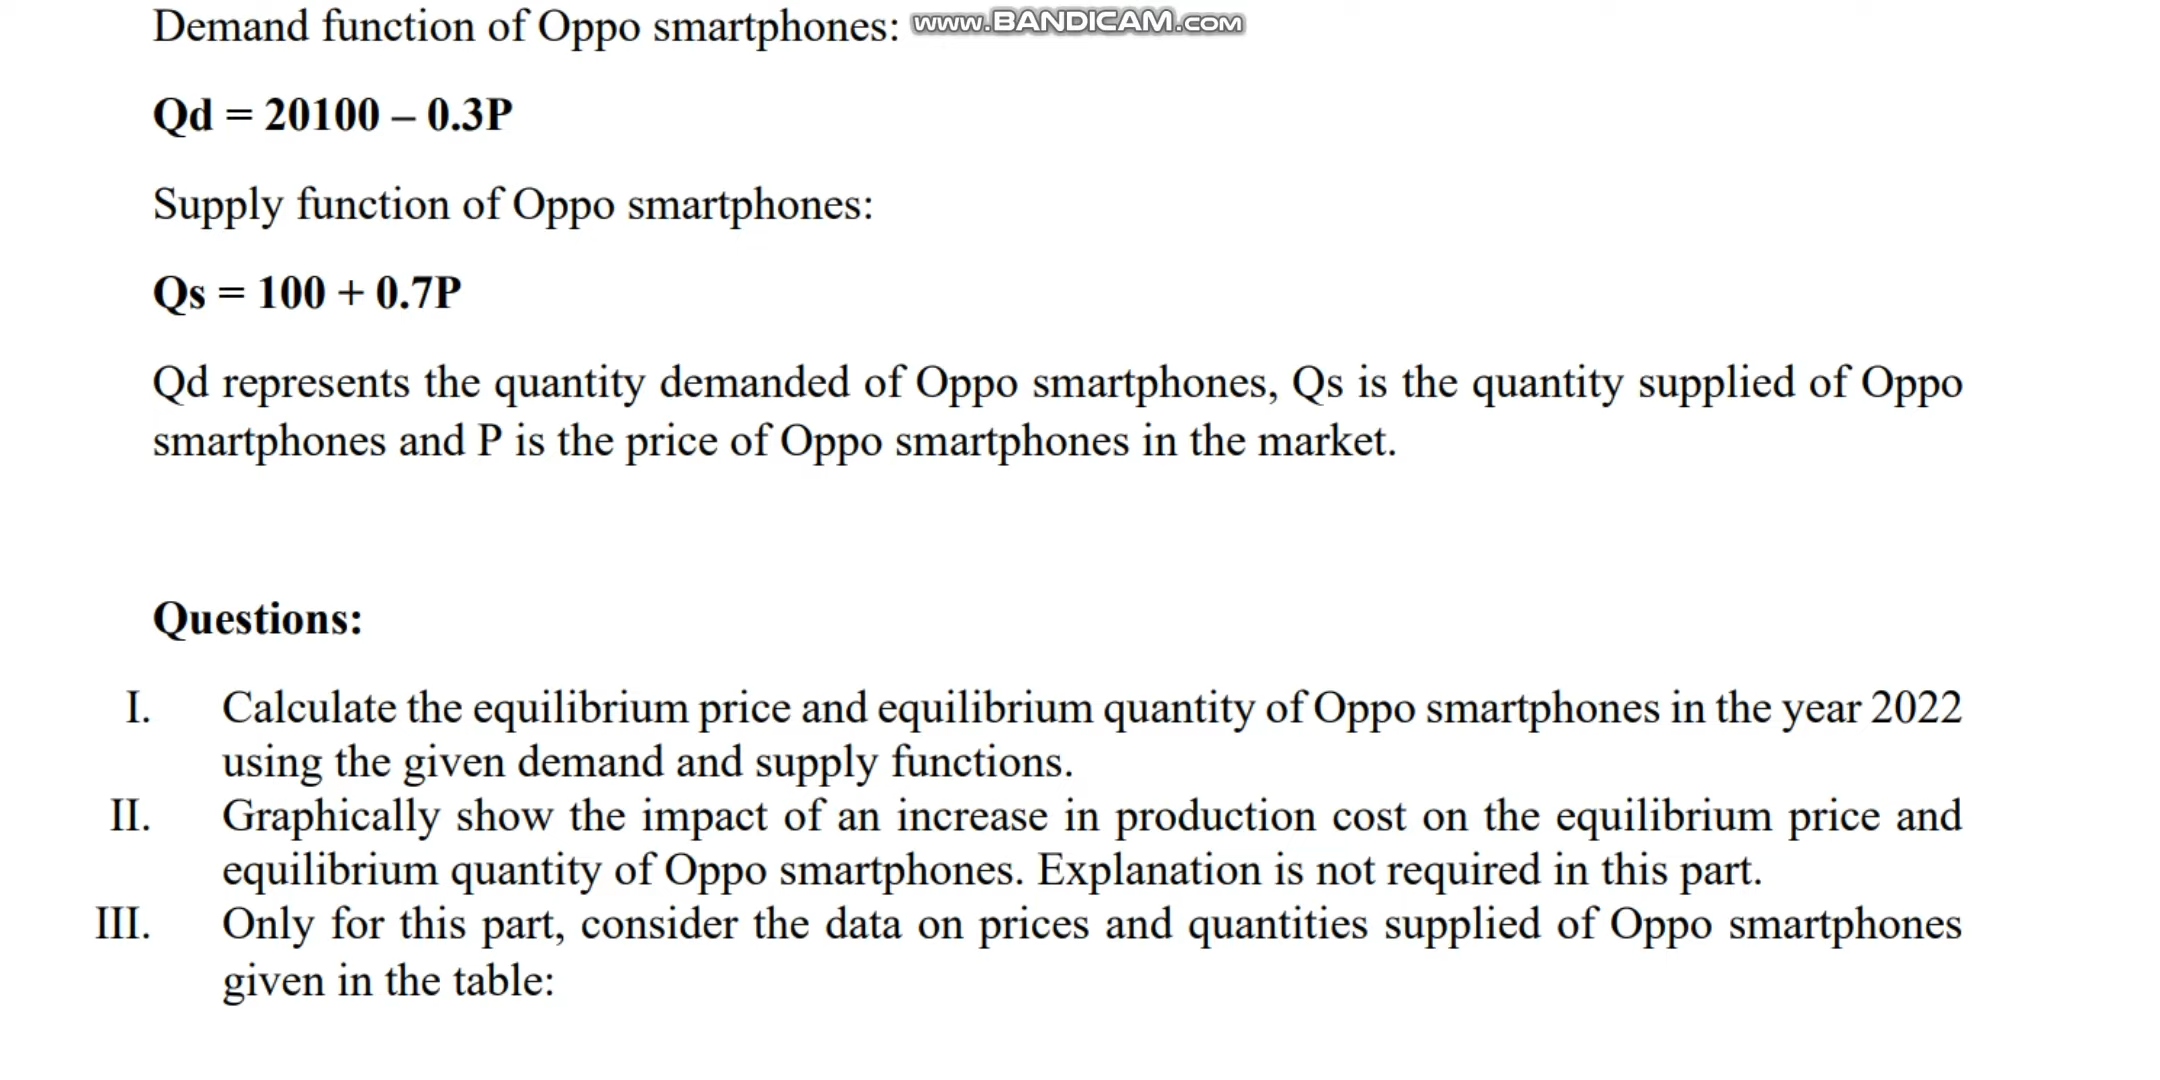 Demand function of Oppo smartphones: www.BANDICAM.com
Qd = 20100 – 0.3P
Supply function of Oppo smartphones:
Qs = 100 + 0.7P
Qd represents the quantity demanded of Oppo smartphones, Qs is the quantity supplied of Oppo
smartphones and P is the price of Oppo smartphones in the market.
Questions:
I. Calculate the equilibrium price and equilibrium quantity of Oppo smartphones in the year 2022
using the given demand and supply functions.
II. Graphically show the impact of an increase in production cost on the equilibrium price and
equilibrium quantity of Oppo smartphones. Explanation is not required in this part.
III. Only for this part, consider the data on prices and quantities supplied of Oppo smartphones
given in the table: